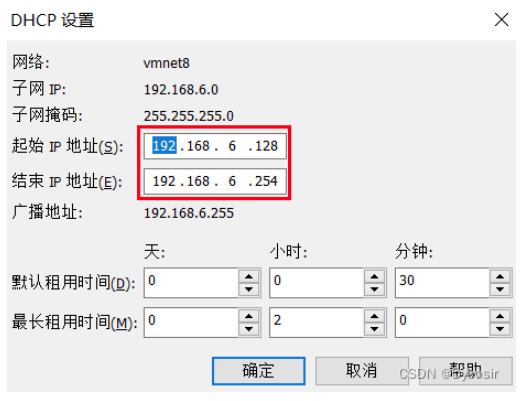 DHCP 设置
网络: vmnet8
子网 IP: 192.168.6.0
子网掩码: 255.255.255.0
起始 IP 地址(S): 192 .168 . 6 .128
结束 IP 地址(E): 192 .168 . 6 .254
广播地址: 192.168.6.255
天: 小时: 分钟:
默认租用时间(D): 0 0 30
最长租用时间(M): 0 2 0
确定 取消 帮助
CSDN